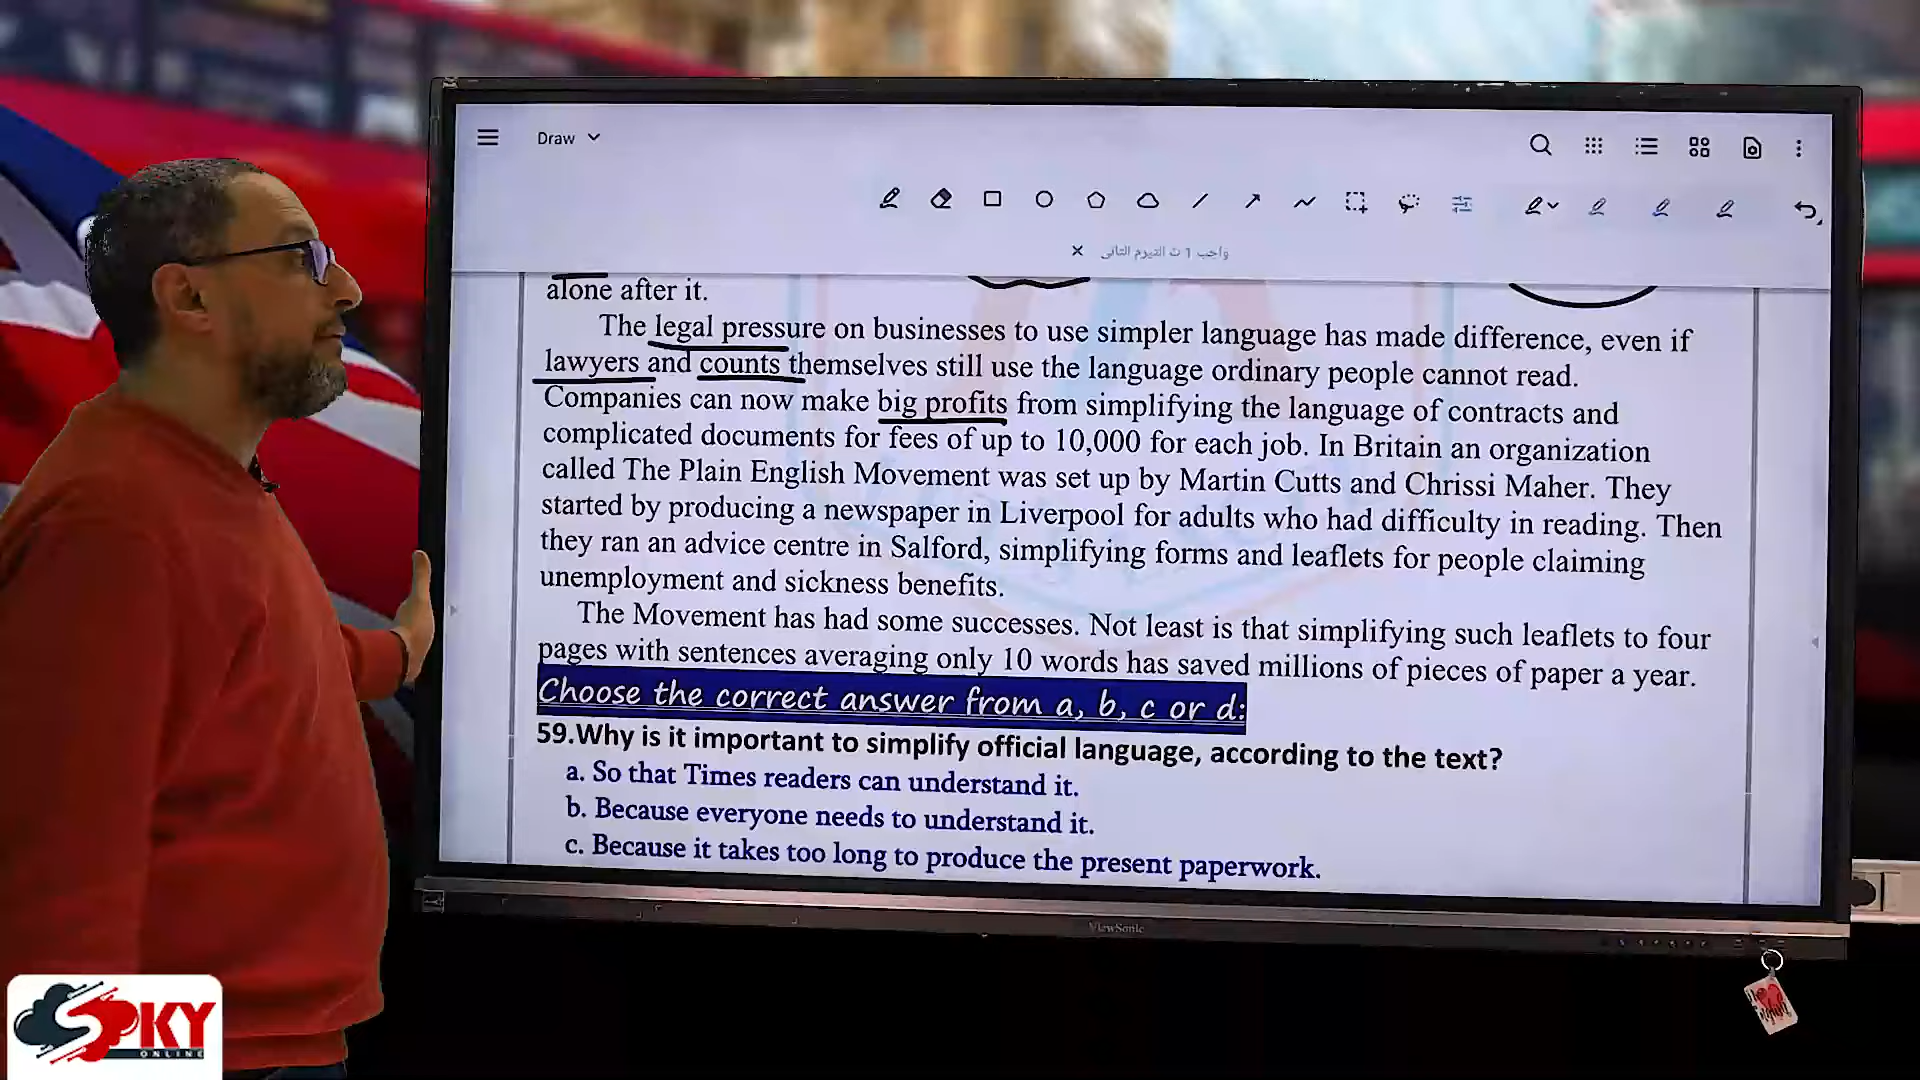 Draw
واجب 1 ث التيرم التانى
alone after it.
The legal pressure on businesses to use simpler language has made difference, even if
lawyers and counts themselves still use the language ordinary people cannot read.
Companies can now make big profits from simplifying the language of contracts and
complicated documents for fees of up to 10,000 for each job. In Britain an organization
called The Plain English Movement was set up by Martin Cutts and Chrissi Maher. They
started by producing a newspaper in Liverpool for adults who had difficulty in reading. Then
they ran an advice centre in Salford, simplifying forms and leaflets for people claiming
unemployment and sickness benefits.
The Movement has had some successes. Not least is that simplifying such leaflets to four
pages with sentences averaging only 10 words has saved millions of pieces of paper a year.
Choose the correct answer from a, b, c or d:
59.Why is it important to simplify official language, according to the text?
a. So that Times readers can understand it.
b. Because everyone needs to understand it.
c. Because it takes too long to produce the present paperwork.
ViewSonic
SPKY
ONLINE